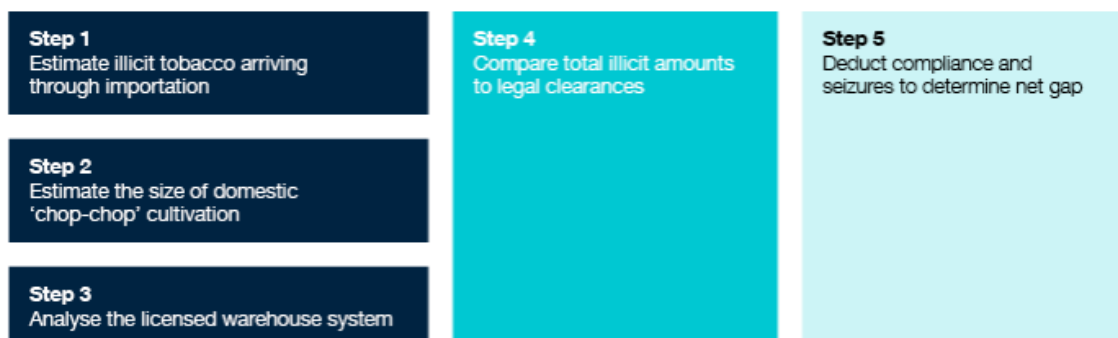 Step 1
Estimate illicit tobacco arriving
through importation
Step 2
Estimate the size of domestic
‘chop-chop’ cultivation
Step 3
Analyse the licensed warehouse system
Step 4
Compare total illicit amounts
to legal clearances
Step 5
Deduct compliance and
seizures to determine net gap